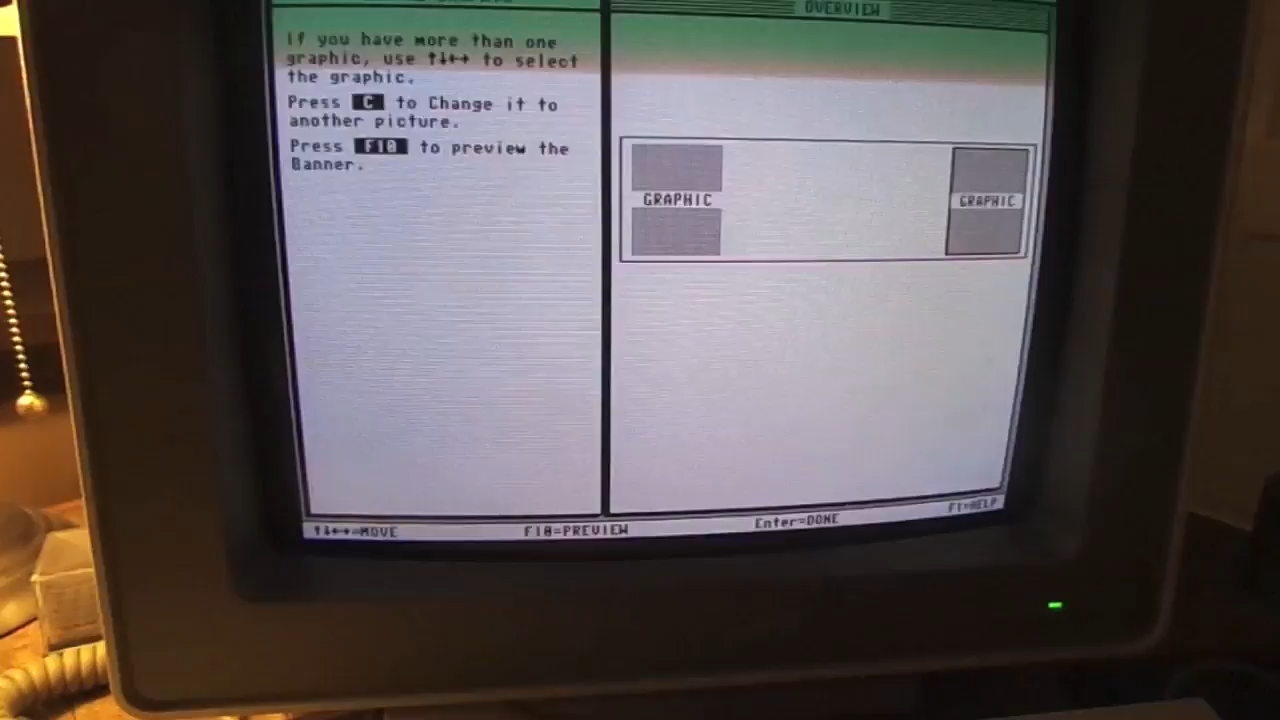 OVERVIEW
If you have more than one
graphic, use ↑↓←→ to select
the graphic.
Press C to Change it to
another picture.
Press F10 to preview the
Banner.
GRAPHIC
GRAPHIC
↑↓←→=MOVE
F10=PREVIEW
Enter=DONE
F1=HELP